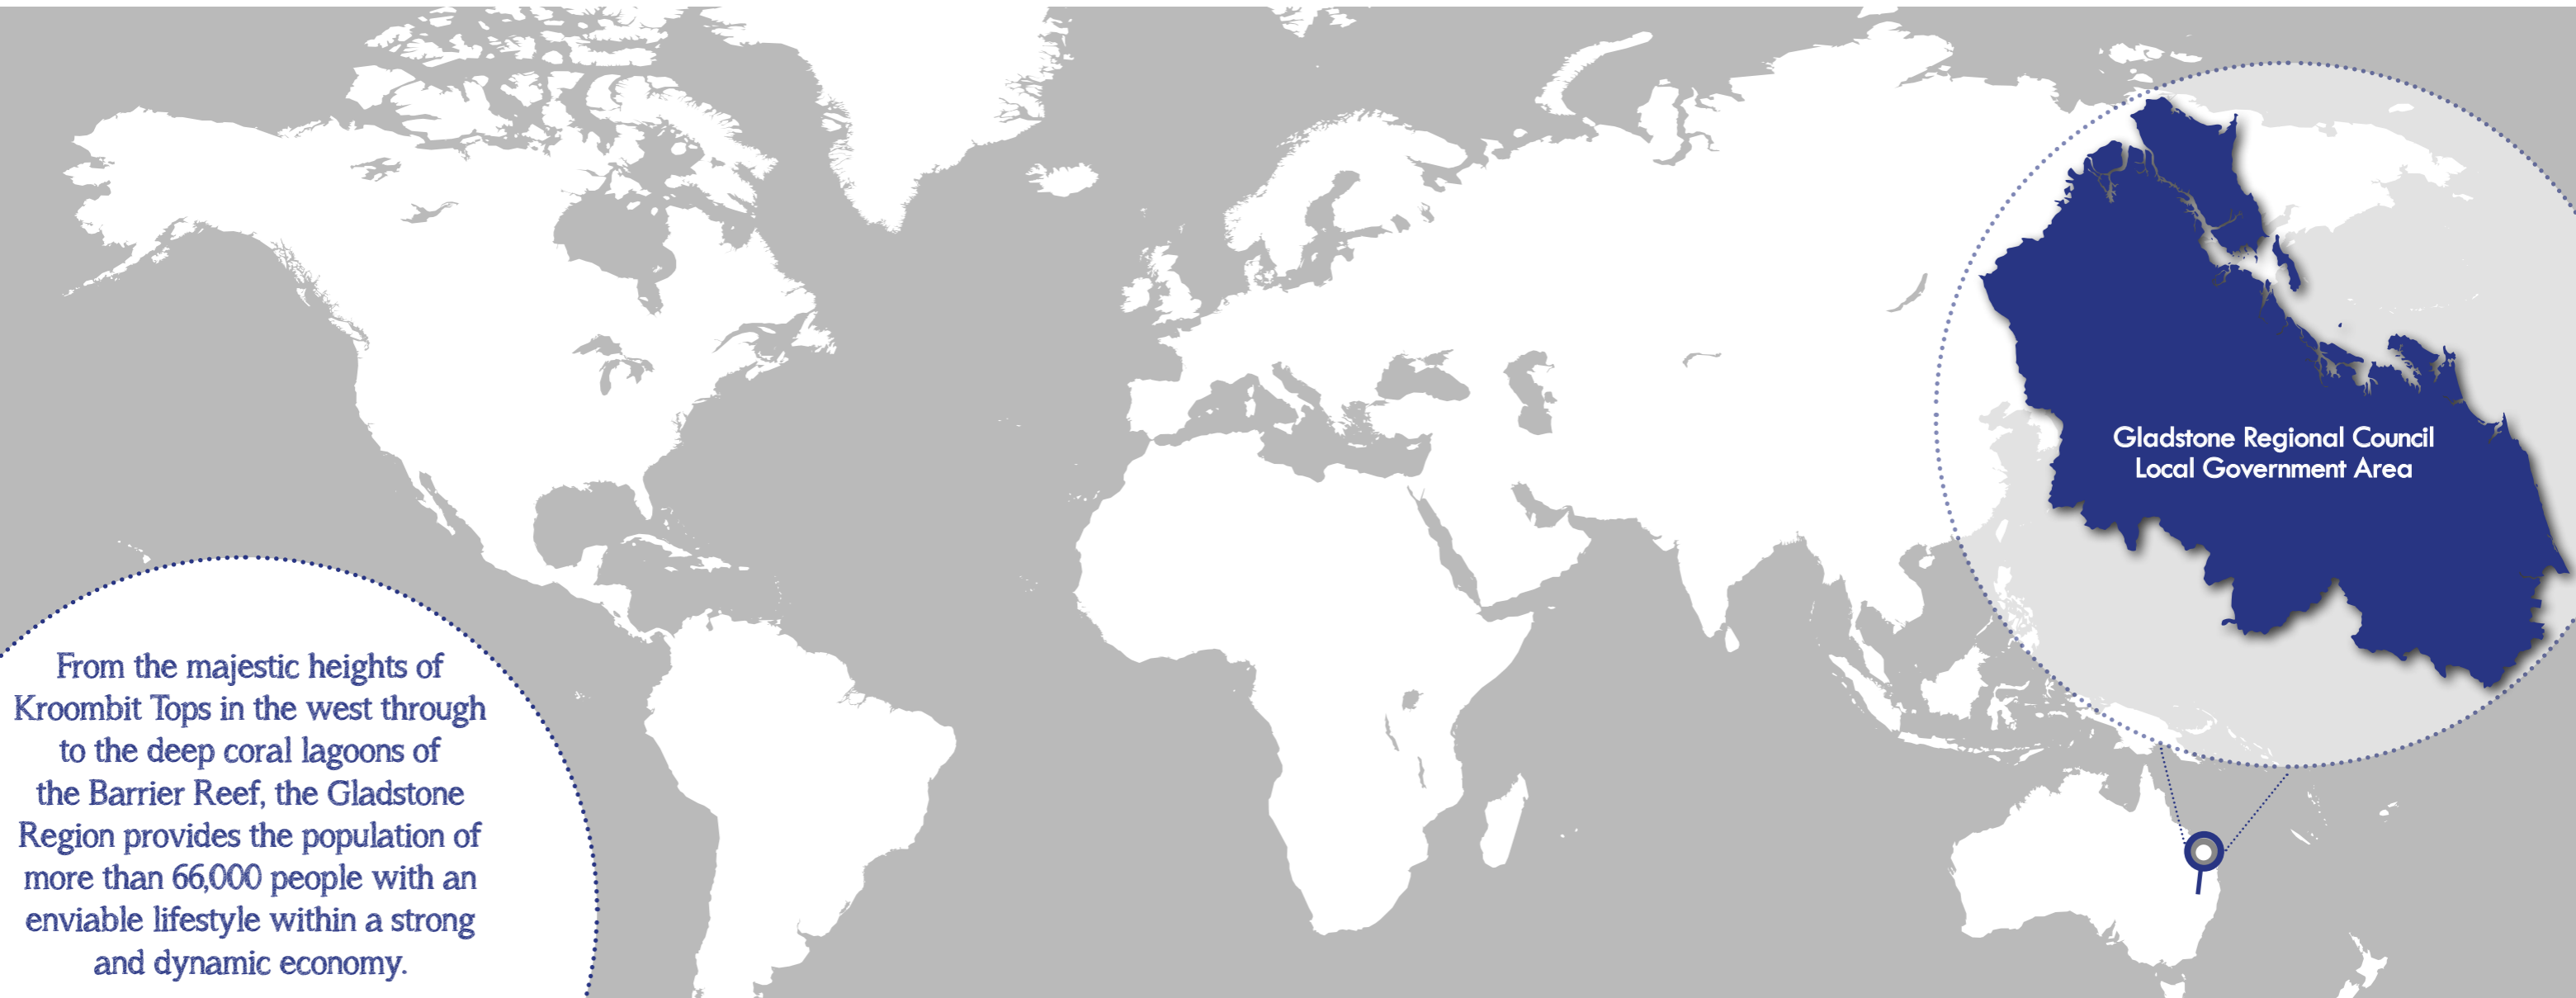 Gladstone Regional Council
Local Government Area
From the majestic heights of
Kroombit Tops in the west through
to the deep coral lagoons of
the Barrier Reef, the Gladstone
Region provides the population of
more than 66,000 people with an
enviable lifestyle within a strong
and dynamic economy.